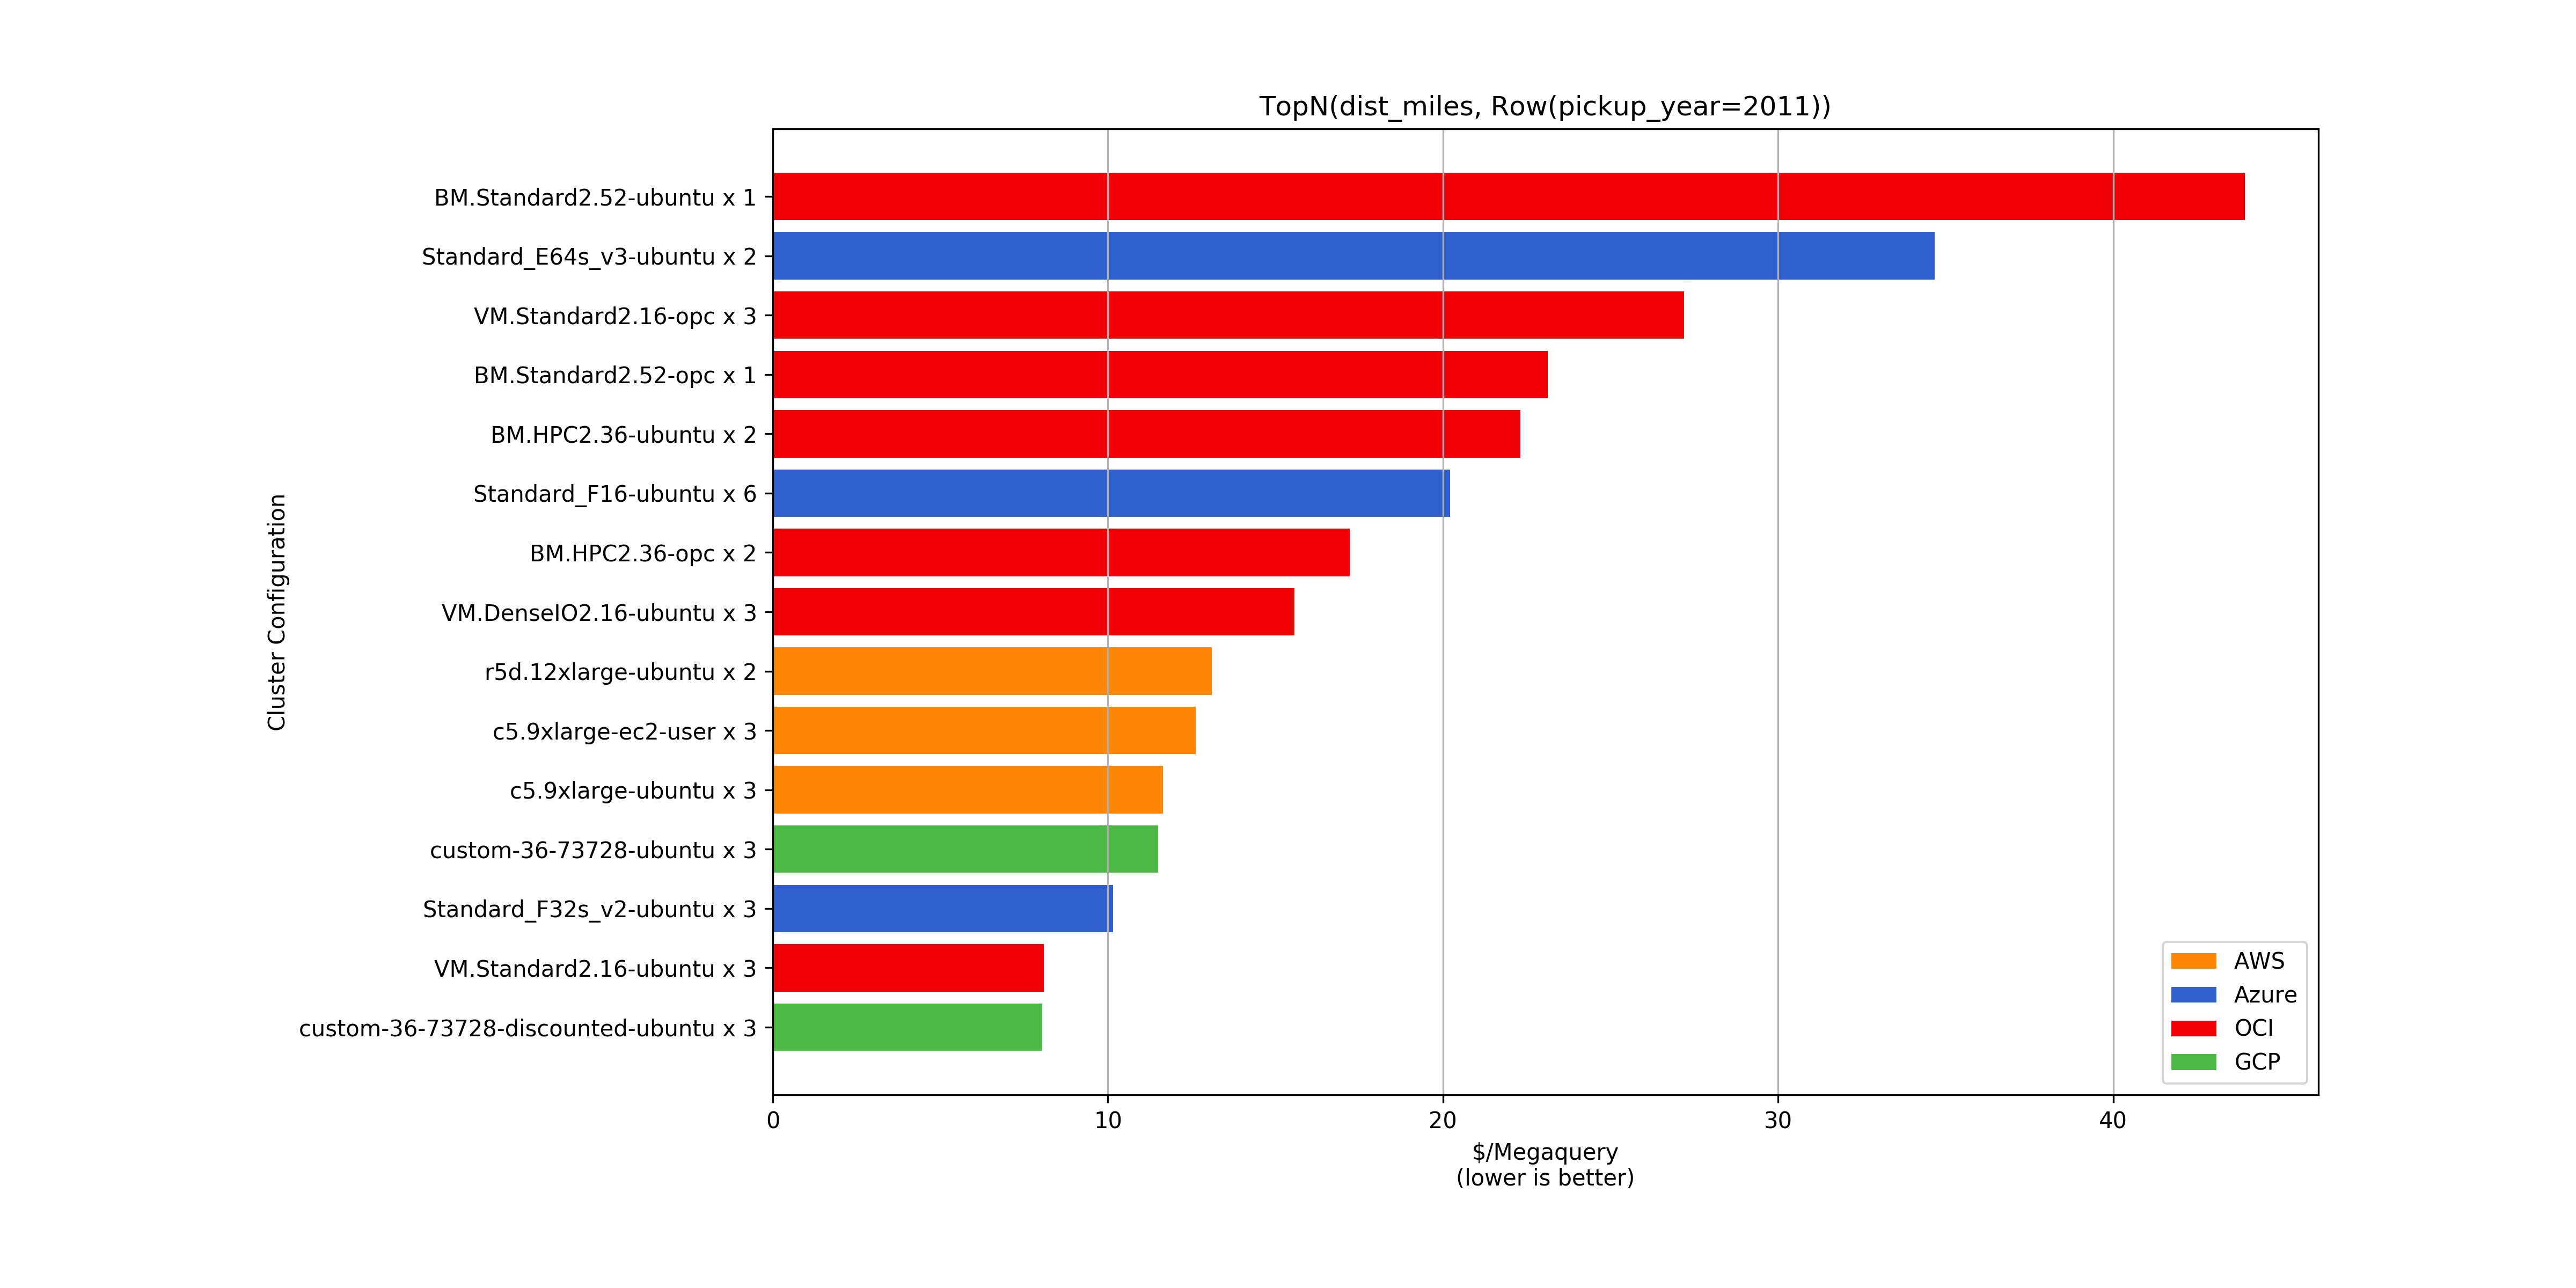 TopN(dist_miles, Row(pickup_year=2011))
Cluster Configuration
BM.Standard2.52-ubuntu x 1
Standard_E64s_v3-ubuntu x 2
VM.Standard2.16-opc x 3
BM.Standard2.52-opc x 1
BM.HPC2.36-ubuntu x 2
Standard_F16-ubuntu x 6
BM.HPC2.36-opc x 2
VM.DenseIO2.16-ubuntu x 3
r5d.12xlarge-ubuntu x 2
c5.9xlarge-ec2-user x 3
c5.9xlarge-ubuntu x 3
custom-36-73728-ubuntu x 3
Standard_F32s_v2-ubuntu x 3
VM.Standard2.16-ubuntu x 3
custom-36-73728-discounted-ubuntu x 3
AWS
Azure
OCI
GCP
0 10 20 30 40
$/Megaquery
(lower is better)